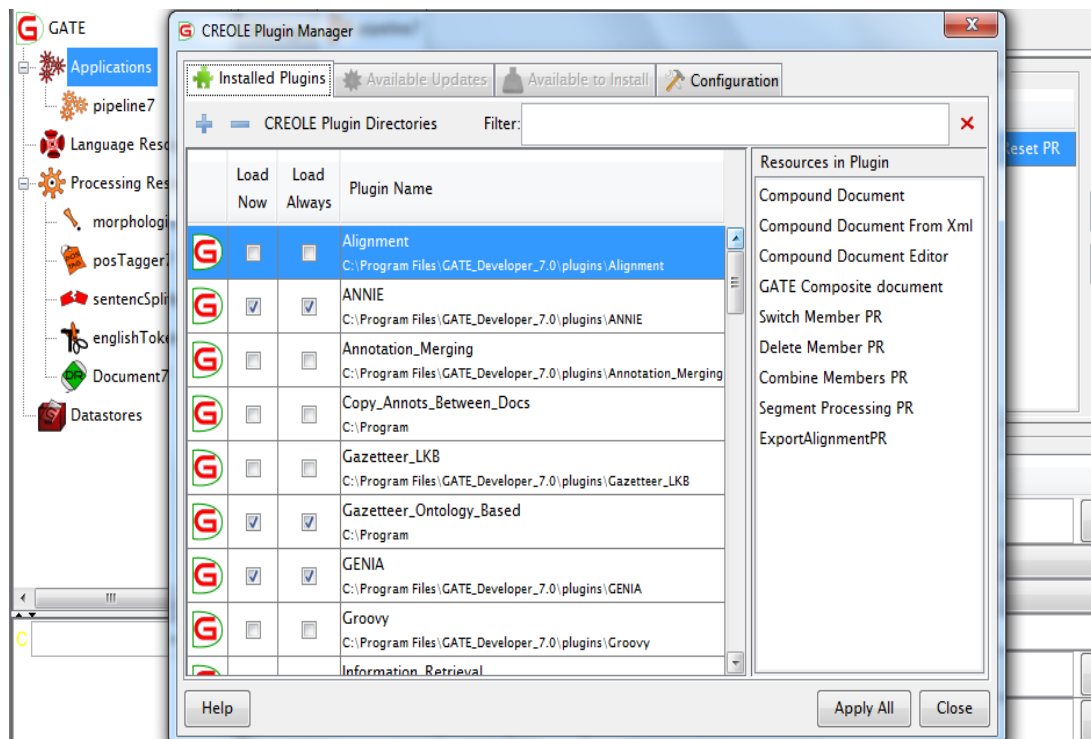 GATE
Applications
pipeline7
Language Reso
Processing Res
morphologi
posTagger7
sentencSpli
englishToke
Document7
Datastores
C
CREOLE Plugin Manager
Installed Plugins
Available Updates
Available to Install
Configuration
CREOLE Plugin Directories
Filter:
Load Now
Load Always
Plugin Name
Alignment
C:\Program Files\GATE_Developer_7.0\plugins\Alignment
ANNIE
C:\Program Files\GATE_Developer_7.0\plugins\ANNIE
Annotation_Merging
C:\Program Files\GATE_Developer_7.0\plugins\Annotation_Merging
Copy_Annots_Between_Docs
C:\Program
Gazetteer_LKB
C:\Program Files\GATE_Developer_7.0\plugins\Gazetteer_LKB
Gazetteer_Ontology_Based
C:\Program
GENIA
C:\Program Files\GATE_Developer_7.0\plugins\GENIA
Groovy
C:\Program Files\GATE_Developer_7.0\plugins\Groovy
Information_Retrieval
Resources in Plugin
Compound Document
Compound Document From Xml
Compound Document Editor
GATE Composite document
Switch Member PR
Delete Member PR
Combine Members PR
Segment Processing PR
ExportAlignmentPR
Help
Apply All
Close
Reset PR